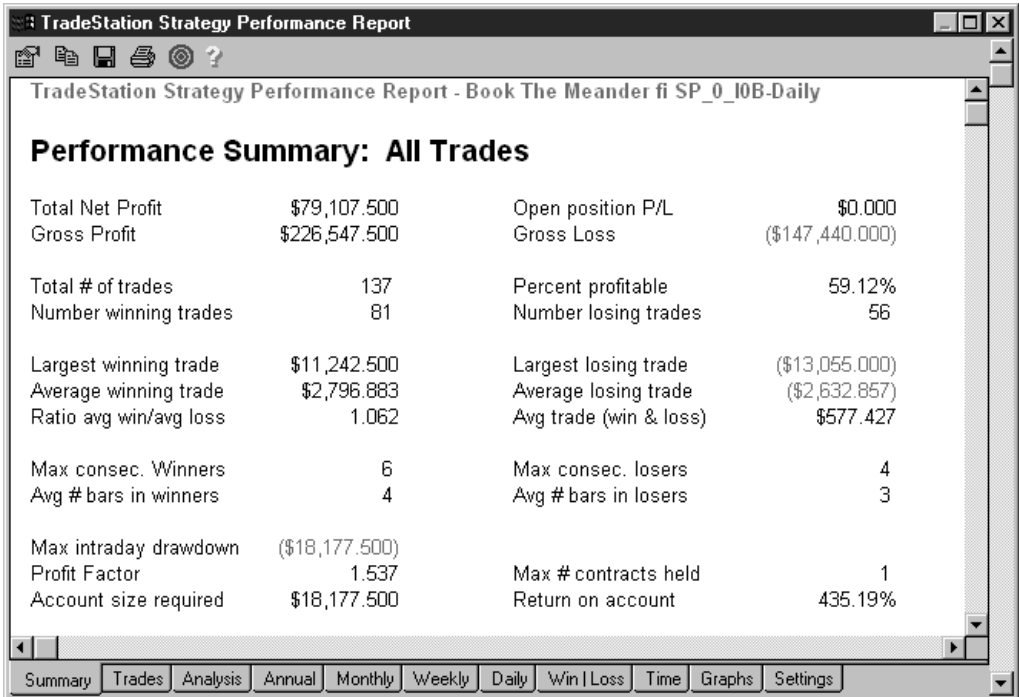 TradeStation Strategy Performance Report
TradeStation Strategy Performance Report - Book The Meander fi SP_0_I0B-Daily
Performance Summary: All Trades
Total Net Profit $79,107.500 Open position P/L $0.000
Gross Profit $226,547.500 Gross Loss ($147,440.000)
Total # of trades 137 Percent profitable 59.12%
Number winning trades 81 Number losing trades 56
Largest winning trade $11,242.500 Largest losing trade ($13,055.000)
Average winning trade $2,796.883 Average losing trade ($2,632.857)
Ratio avg win/avg loss 1.062 Avg trade (win & loss) $577.427
Max consec. Winners 6 Max consec. losers 4
Avg # bars in winners 4 Avg # bars in losers 3
Max intraday drawdown ($18,177.500)
Profit Factor 1.537 Max # contracts held 1
Account size required $18,177.500 Return on account 435.19%
Summary Trades Analysis Annual Monthly Weekly Daily Win | Loss Time Graphs Settings